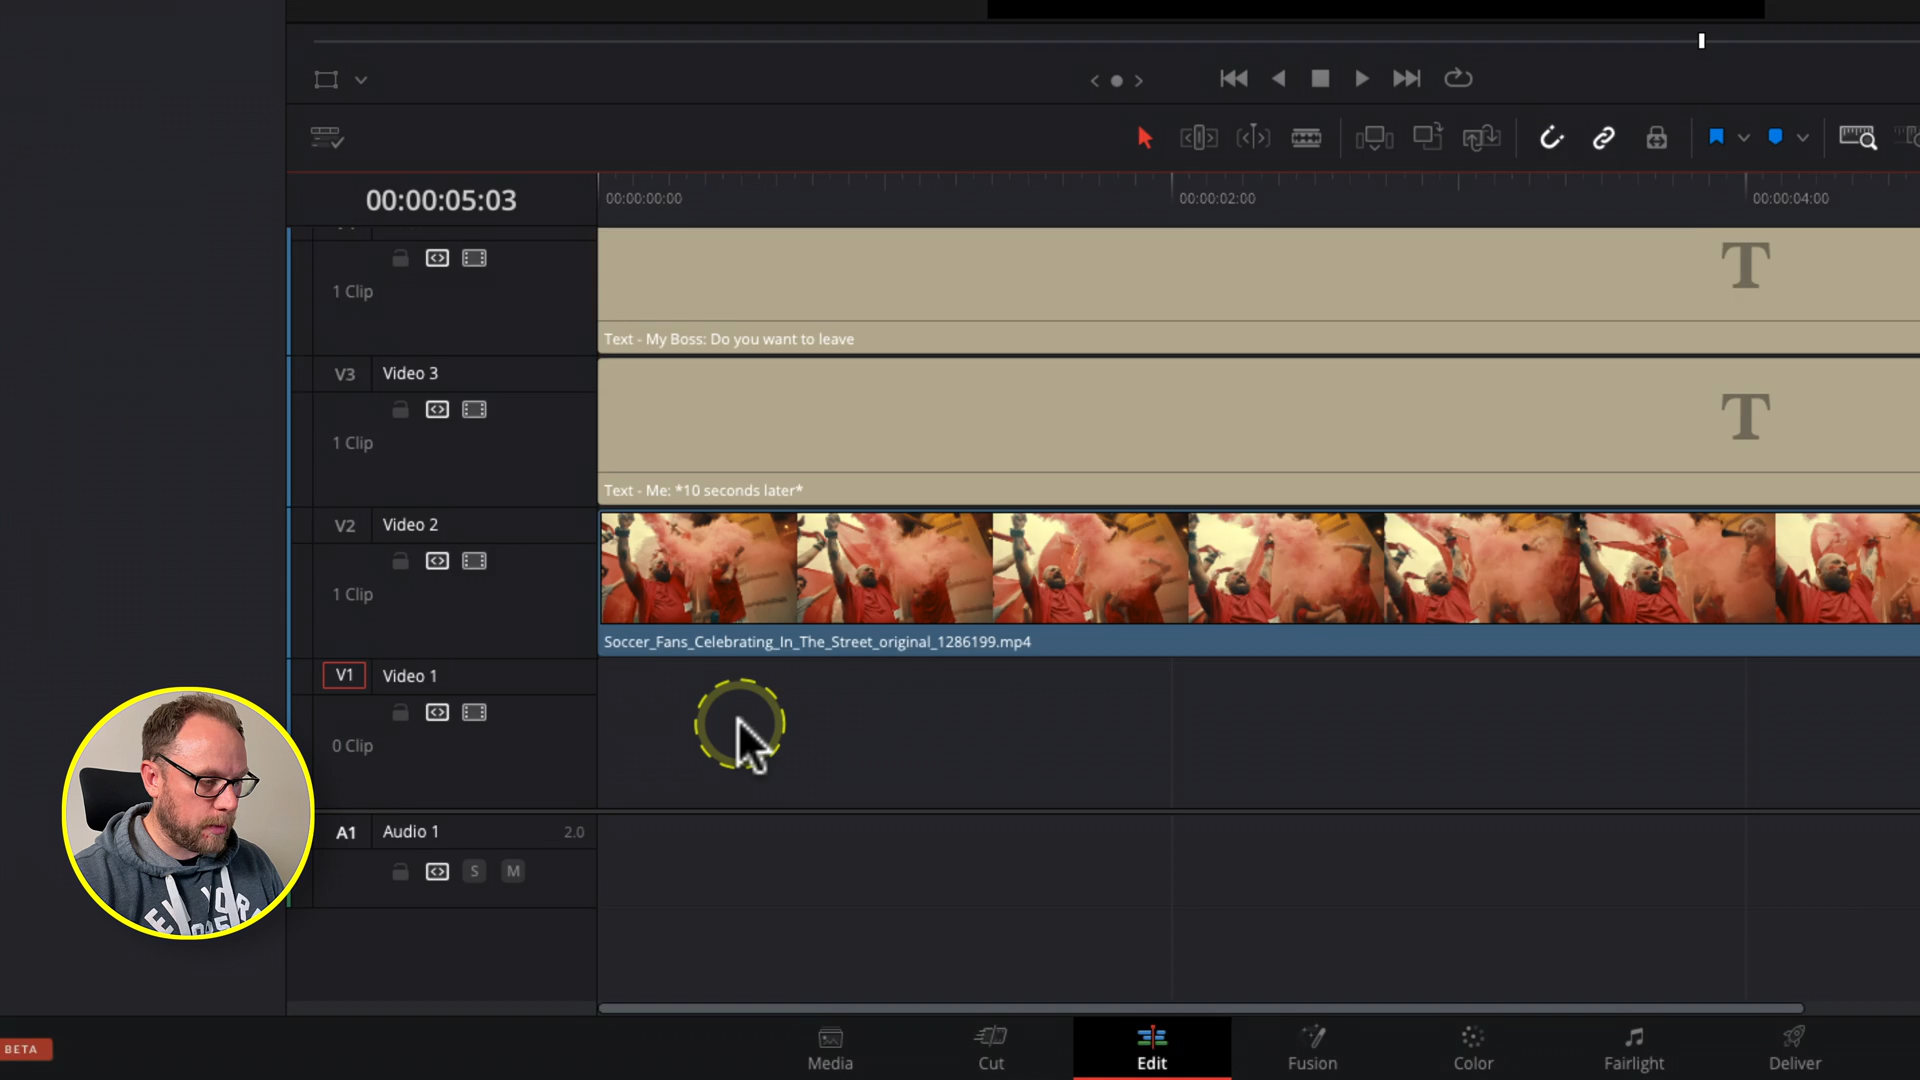 00:00:05:03
00:00:00:00
00:00:02:00
00:00:04:00
1 Clip
T
Text - My Boss: Do you want to leave
V3
Video 3
1 Clip
T
Text - Me: *10 seconds later*
V2
Video 2
1 Clip
Soccer_Fans_Celebrating_In_The_Street_original_1286199.mp4
V1
Video 1
0 Clip
A1
Audio 1
2.0
S
M
BETA
Media
Cut
Edit
Fusion
Color
Fairlight
Deliver